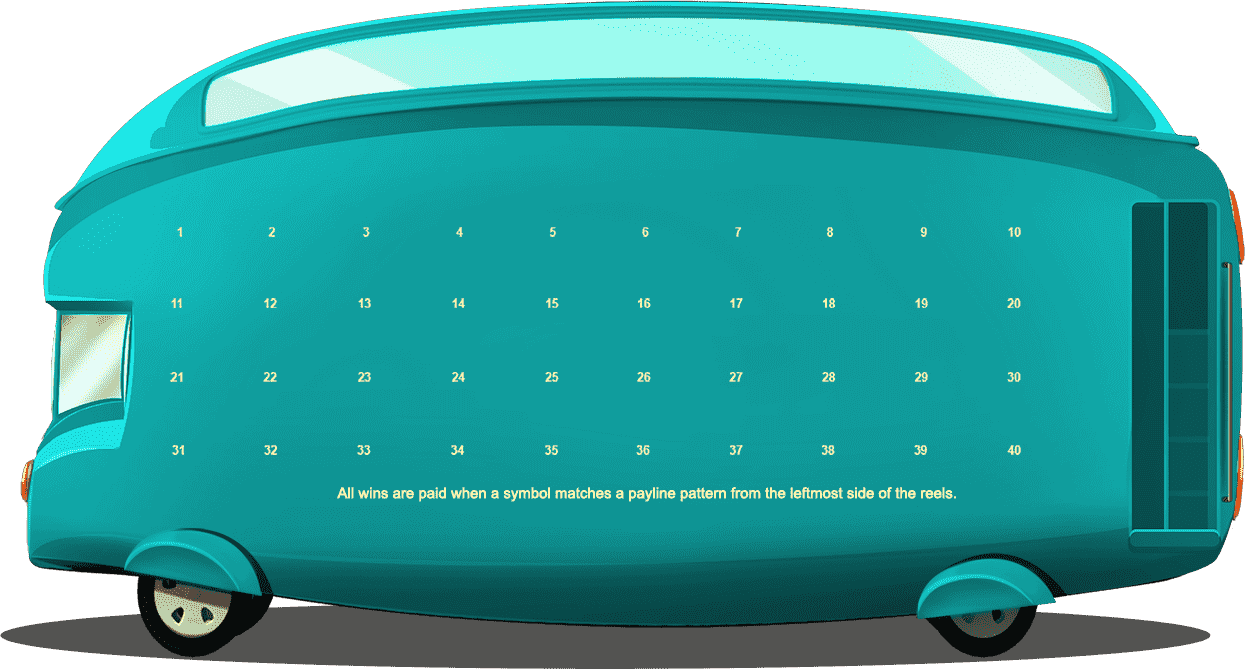 1 2 3 4 5 6 7 8 9 10
11 12 13 14 15 16 17 18 19 20
21 22 23 24 25 26 27 28 29 30
31 32 33 34 35 36 37 38 39 40
All wins are paid when a symbol matches a payline pattern from the leftmost side of the reels.